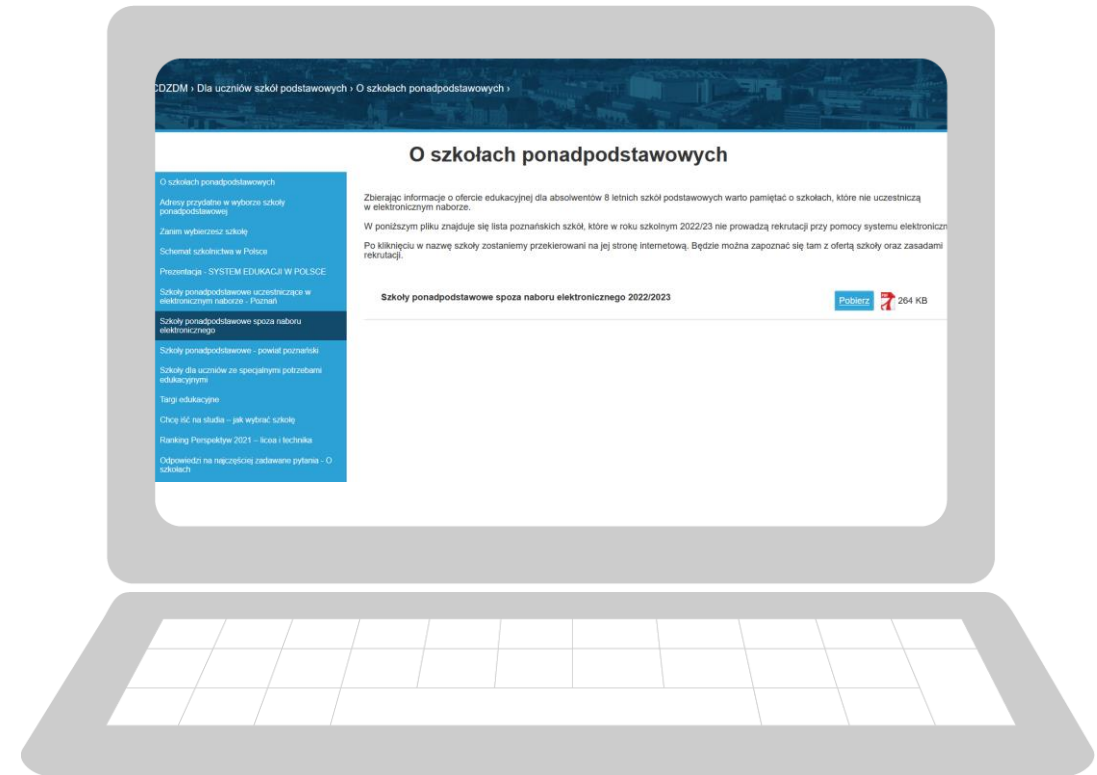 CDZDM › Dla uczniów szkół podstawowych › O szkołach ponadpodstawowych ›
O szkołach ponadpodstawowych
O szkołach ponadpodstawowych
Adresy przydatne w wyborze szkoły
ponadpodstawowej
Zanim wybierzesz szkołę
Schemat szkolnictwa w Polsce
Prezentacja - SYSTEM EDUKACJI W POLSCE
Szkoły ponadpodstawowe uczestniczące w
elektronicznym naborze - Poznań
Szkoły ponadpodstawowe spoza naboru
elektronicznego
Szkoły ponadpodstawowe - powiat poznański
Szkoły dla uczniów ze specjalnymi potrzebami
edukacyjnymi
Targi edukacyjne
Chcę iść na studia – jak wybrać szkołę
Ranking Perspektyw 2021 – licea i technika
Odpowiedzi na najczęściej zadawane pytania - O
szkołach
Zbierając informacje o ofercie edukacyjnej dla absolwentów 8 letnich szkół podstawowych warto pamiętać o szkołach, które nie uczestniczą
w elektronicznym naborze.
W poniższym pliku znajduje się lista poznańskich szkół, które w roku szkolnym 2022/23 nie prowadzą rekrutacji przy pomocy systemu elektroniczn
Po kliknięciu w nazwę szkoły zostaniemy przekierowani na jej stronę internetową. Będzie można zapoznać się tam z ofertą szkoły oraz zasadami
rekrutacji.
Szkoły ponadpodstawowe spoza naboru elektronicznego 2022/2023
Pobierz 264 KB